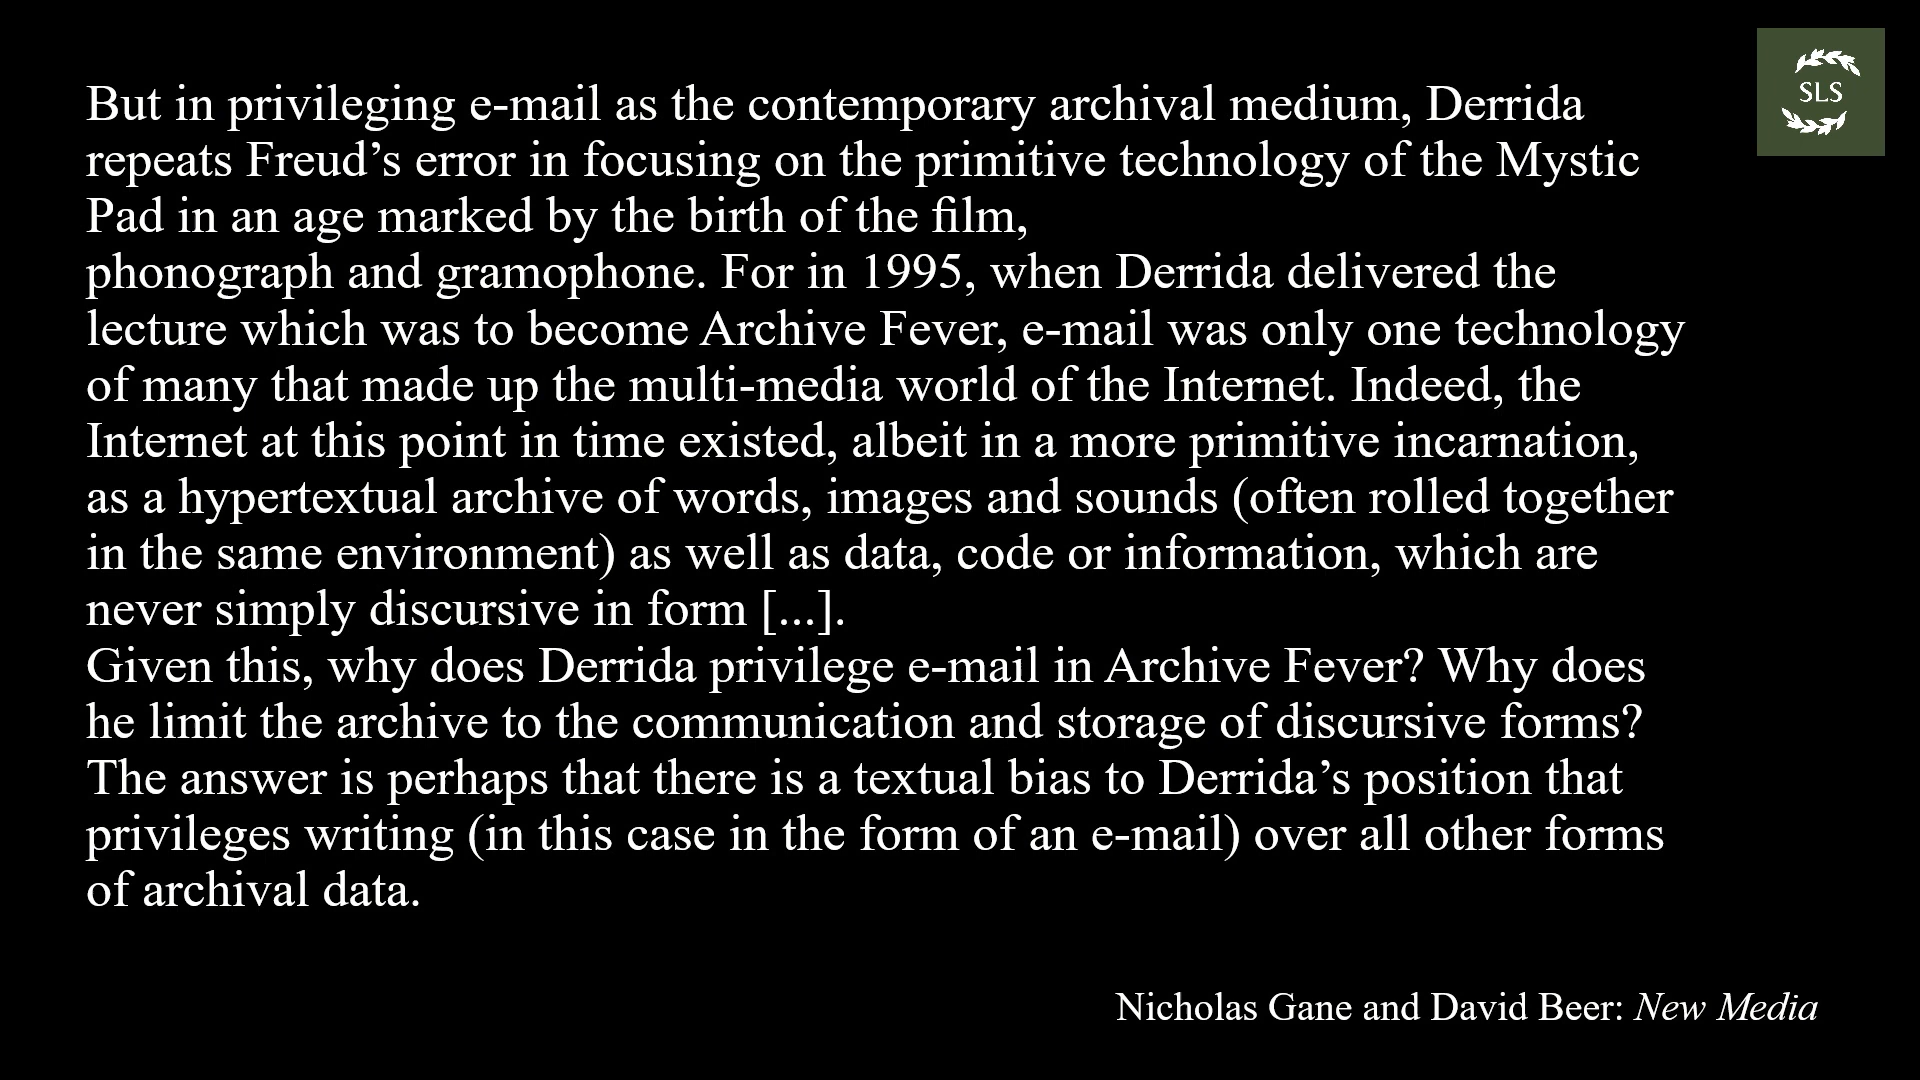 SLS
But in privileging e-mail as the contemporary archival medium, Derrida
repeats Freud’s error in focusing on the primitive technology of the Mystic
Pad in an age marked by the birth of the film,
phonograph and gramophone. For in 1995, when Derrida delivered the
lecture which was to become Archive Fever, e-mail was only one technology
of many that made up the multi-media world of the Internet. Indeed, the
Internet at this point in time existed, albeit in a more primitive incarnation,
as a hypertextual archive of words, images and sounds (often rolled together
in the same environment) as well as data, code or information, which are
never simply discursive in form [...].
Given this, why does Derrida privilege e-mail in Archive Fever? Why does
he limit the archive to the communication and storage of discursive forms?
The answer is perhaps that there is a textual bias to Derrida’s position that
privileges writing (in this case in the form of an e-mail) over all other forms
of archival data.
Nicholas Gane and David Beer: New Media